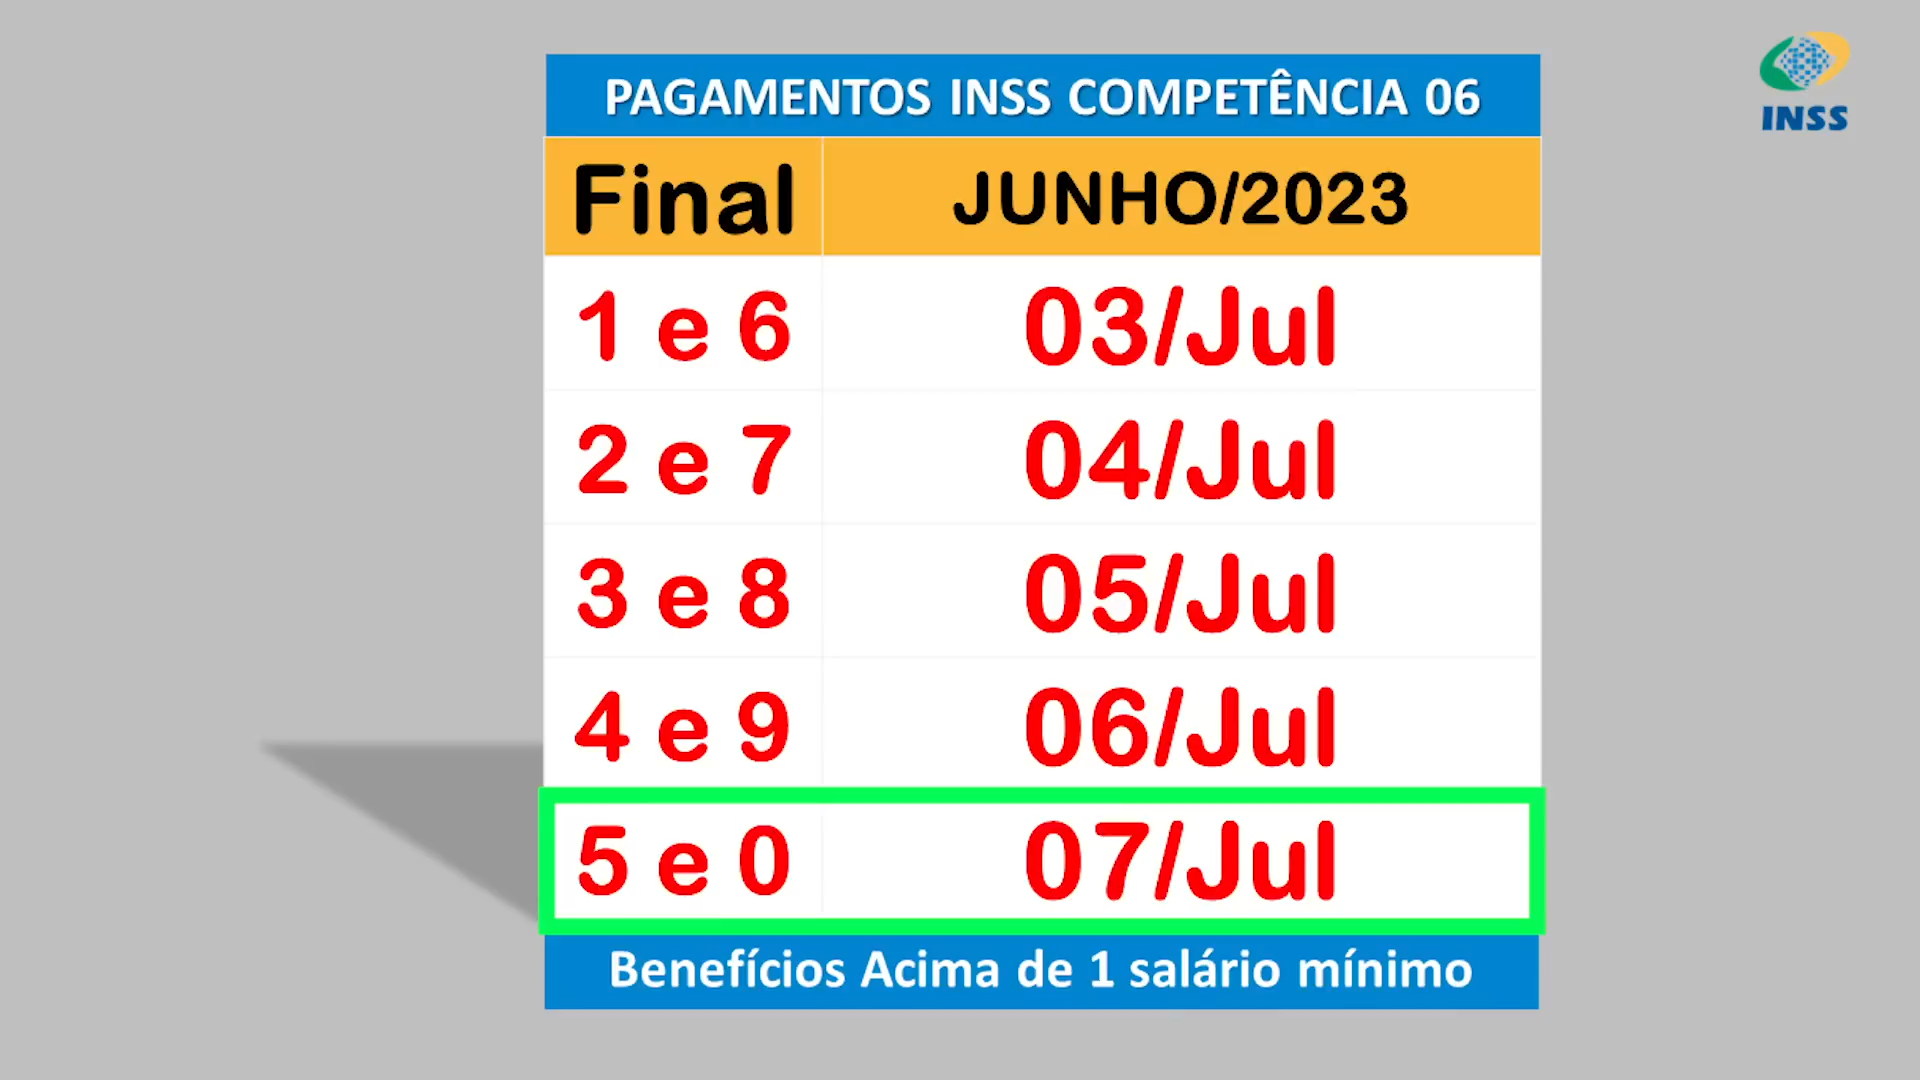 PAGAMENTOS INSS COMPETÊNCIA 06
INSS
Final JUNHO/2023
1 e 6 03/Jul
2 e 7 04/Jul
3 e 8 05/Jul
4 e 9 06/Jul
5 e 0 07/Jul
Benefícios Acima de 1 salário mínimo